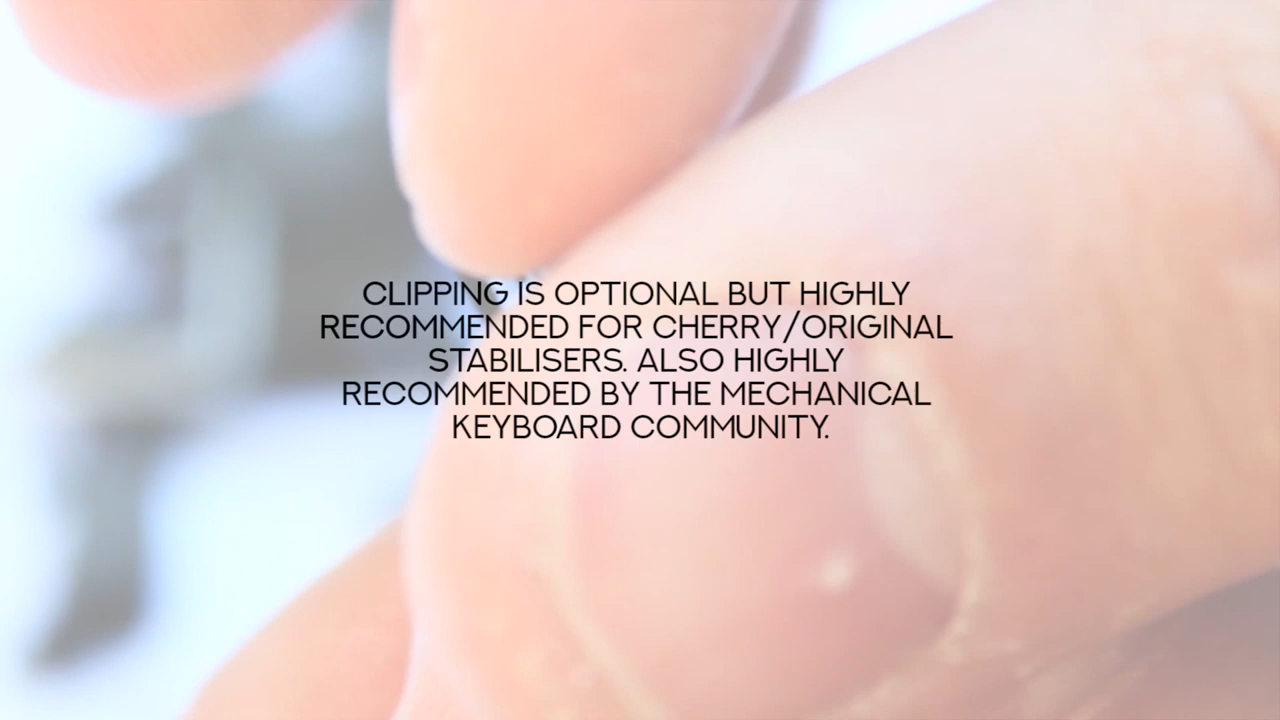 CLIPPING IS OPTIONAL BUT HIGHLY
RECOMMENDED FOR CHERRY/ORIGINAL
STABILISERS. ALSO HIGHLY
RECOMMENDED BY THE MECHANICAL
KEYBOARD COMMUNITY.